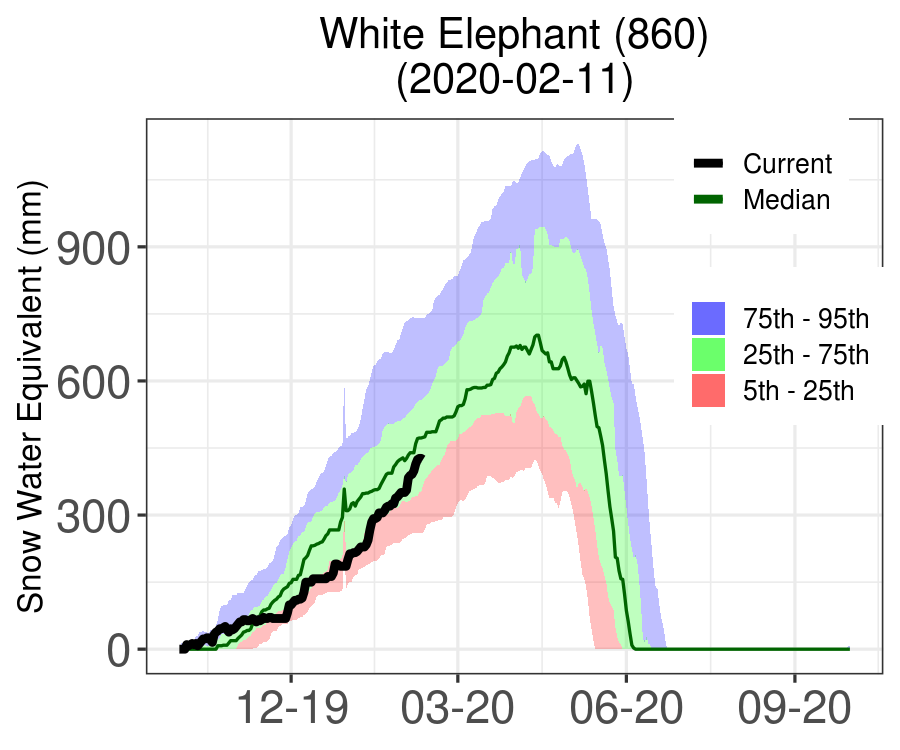 White Elephant (860)
(2020-02-11)
Snow Water Equivalent (mm)
900
600
300
0
12-19
03-20
06-20
09-20
Current
Median
75th - 95th
25th - 75th
5th - 25th